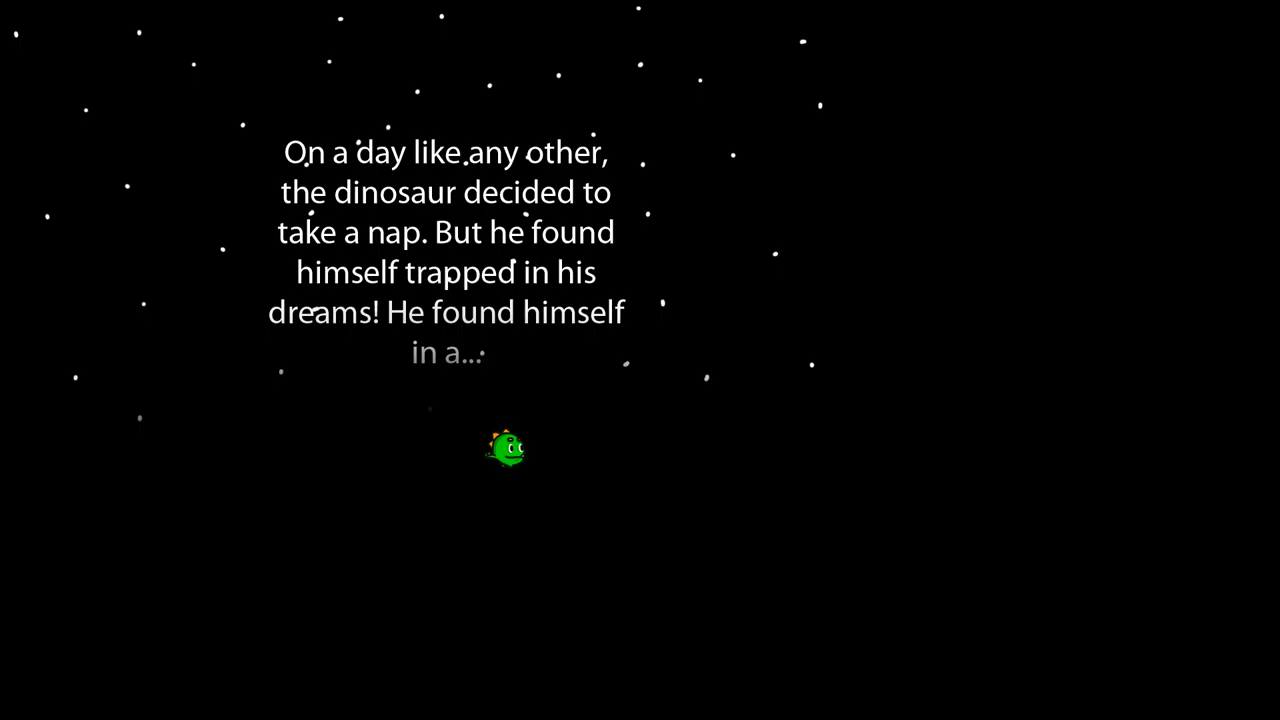 On a day like any other,
the dinosaur decided to
take a nap. But he found
himself trapped in his
dreams! He found himself
in a...